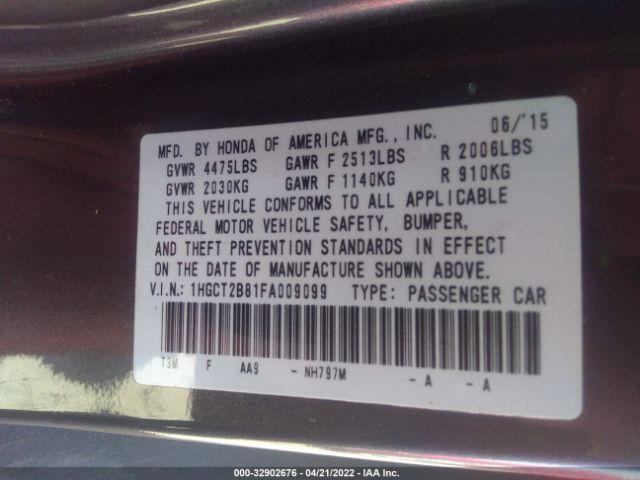 MFD. BY HONDA OF AMERICA MFG., INC. 06/'15
GVWR 4475LBS GAWR F 2513LBS R 2006LBS
GVWR 2030KG GAWR F 1140KG R 910KG
THIS VEHICLE CONFORMS TO ALL APPLICABLE
FEDERAL MOTOR VEHICLE SAFETY, BUMPER,
AND THEFT PREVENTION STANDARDS IN EFFECT
ON THE DATE OF MANUFACTURE SHOWN ABOVE.
V.I.N.: 1HGCT2B81FA009099 TYPE: PASSENGER CAR
T3M F AA9 - NH797M - A - A
000-32902676 - 04/21/2022 - IAA Inc.